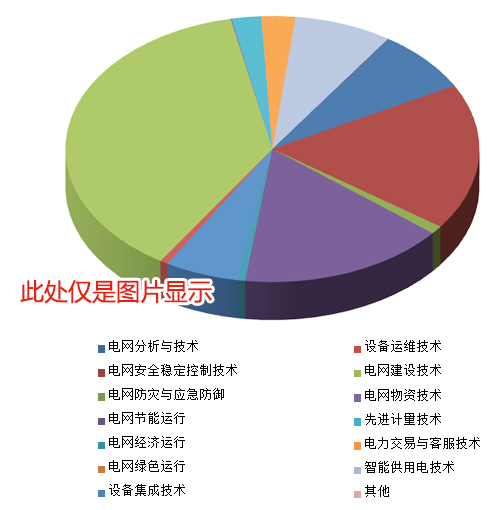 此处仅是图片显示
电网分析与技术
设备运维技术
电网安全稳定控制技术
电网建设技术
电网防灾与应急防御
电网物资技术
电网节能运行
先进计量技术
电网经济运行
电力交易与客服技术
电网绿色运行
智能供用电技术
设备集成技术
其他